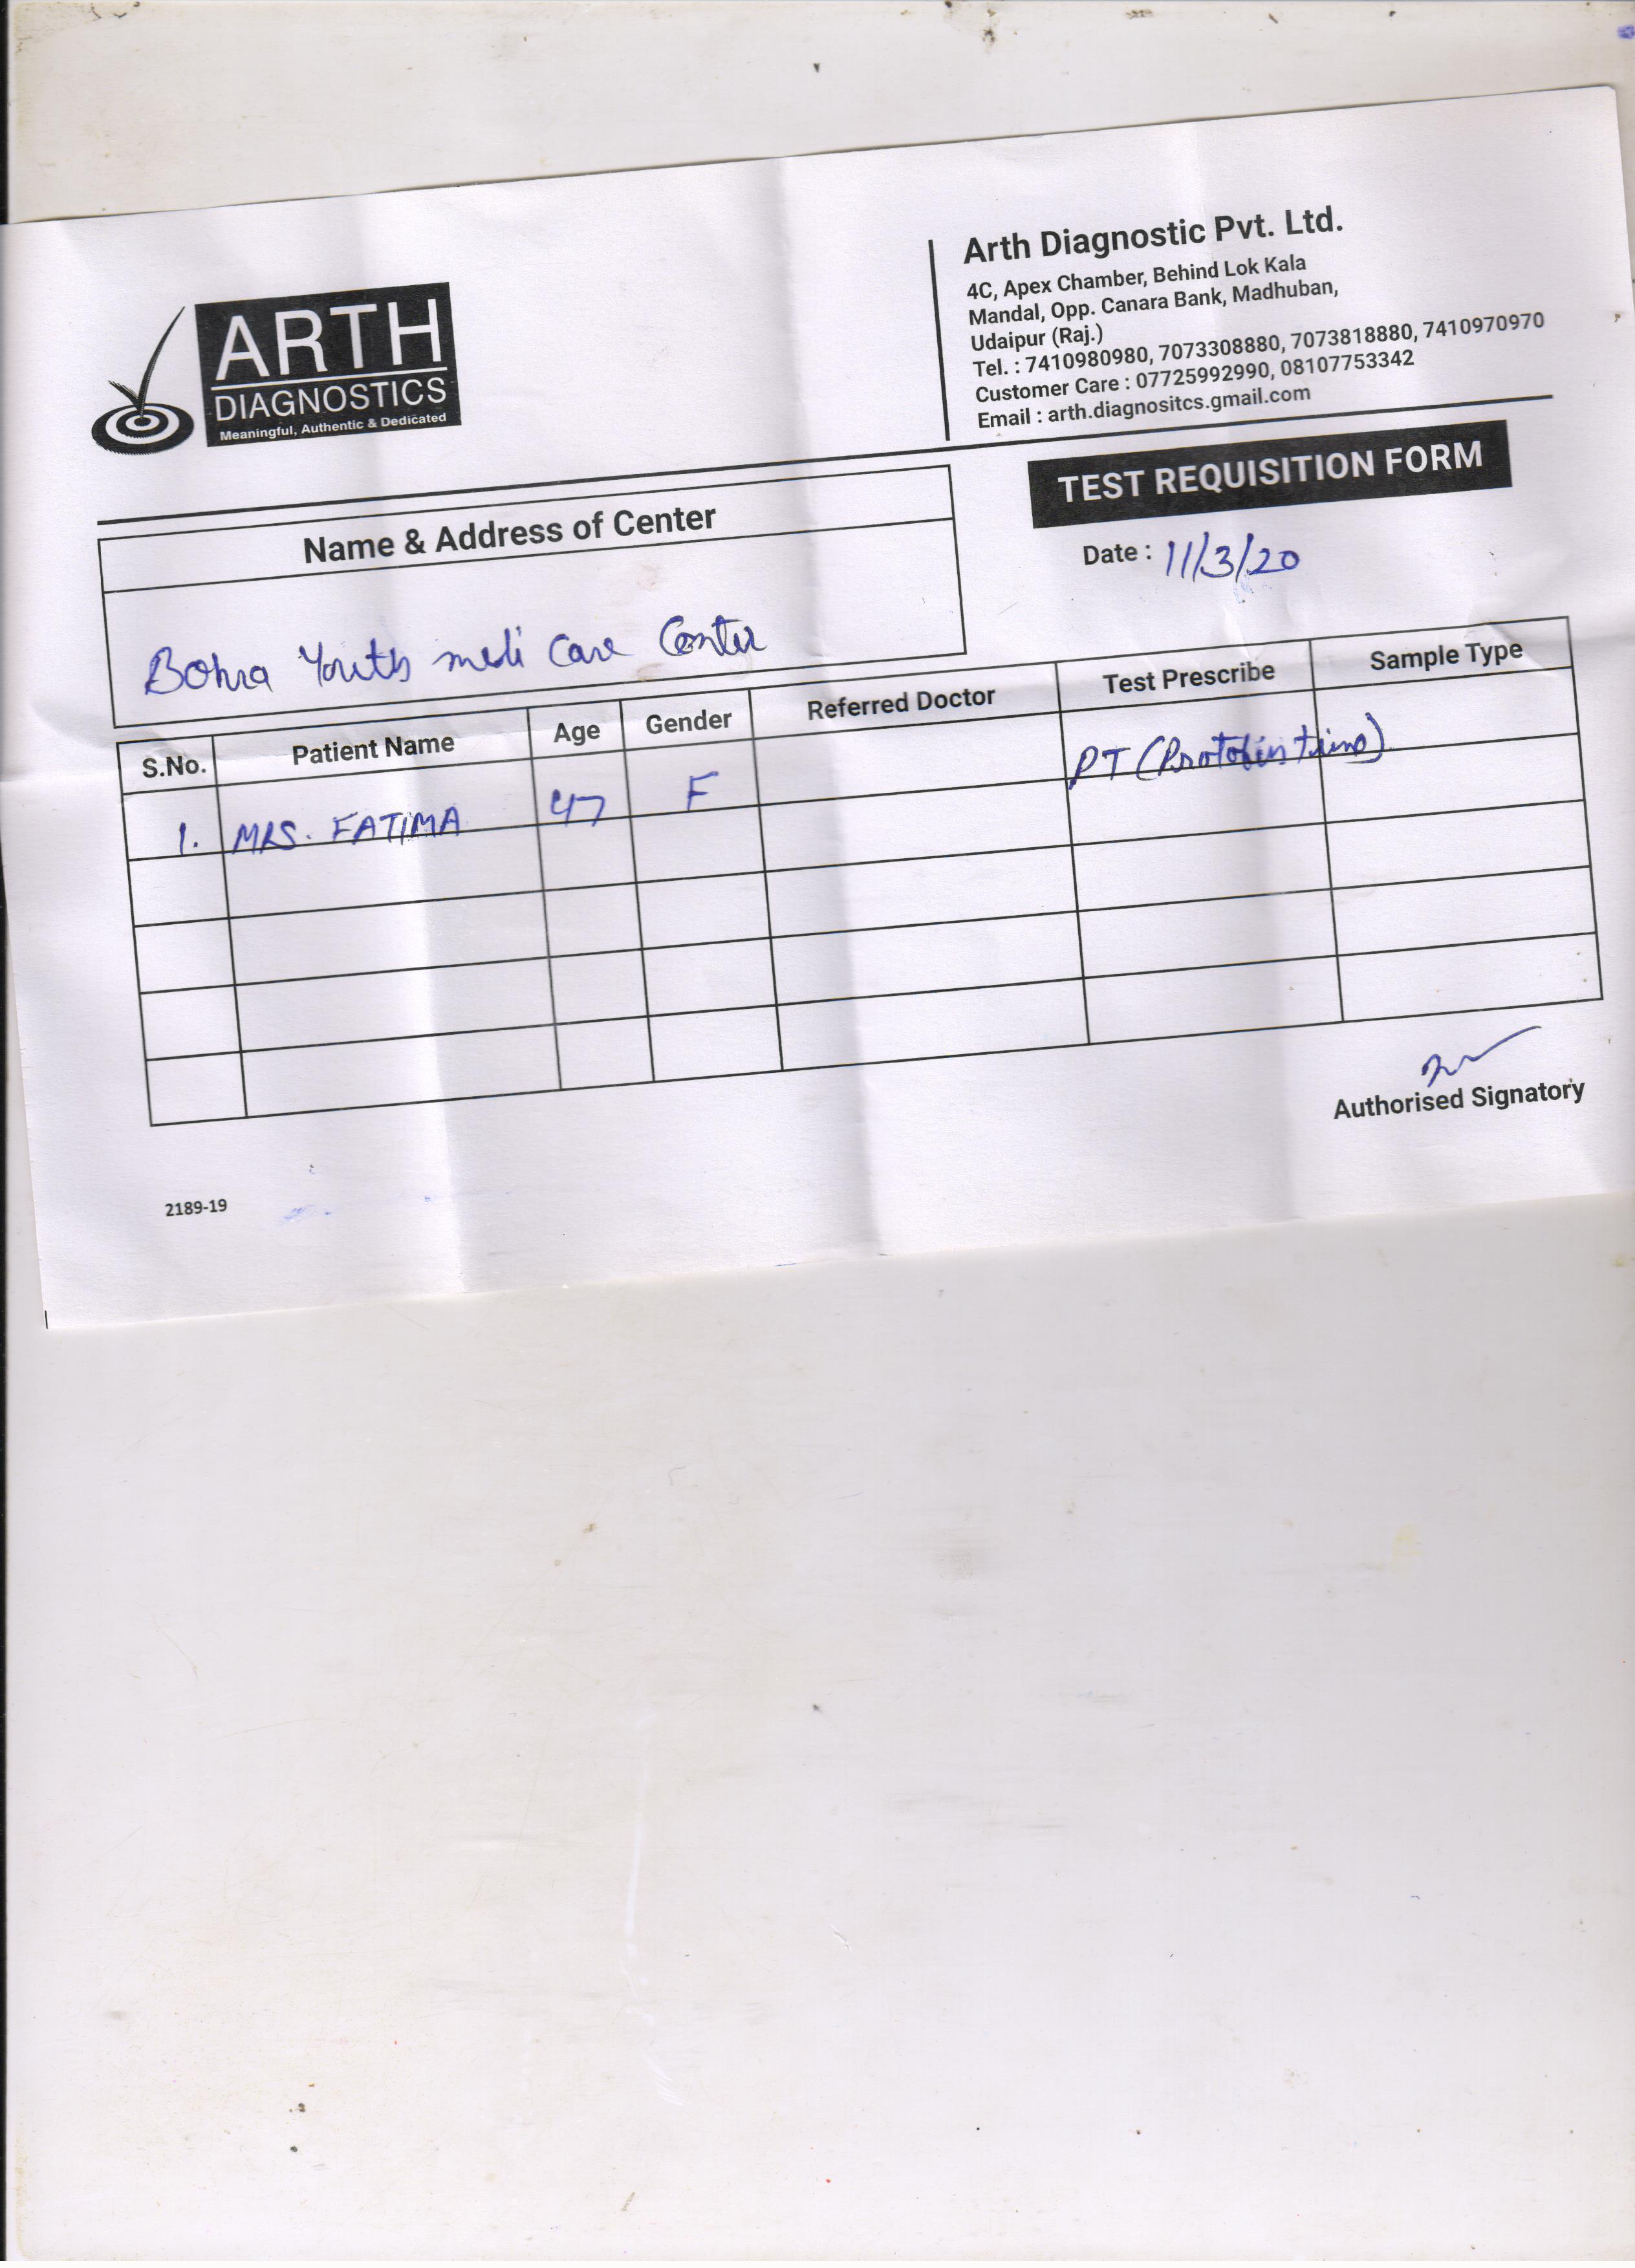 ARTH
DIAGNOSTICS
Meaningful, Authentic & Dedicated
Arth Diagnostic Pvt. Ltd.
4C, Apex Chamber, Behind Lok Kala
Mandal, Opp. Canara Bank, Madhuban,
Udaipur (Raj.)
Tel. : 7410980980, 7073308880, 7073818880, 7410970970
Customer Care : 07725992990, 08107753342
Email : arth.diagnositcs.gmail.com
TEST REQUISITION FORM
Date : 11/3/20
Name & Address of Center
Bohra Youth medi Care Center
S.No. Patient Name Age Gender Referred Doctor Test Prescribe Sample Type
1. MRS. FATIMA 47 F PT (
Authorised Signatory
2189-19